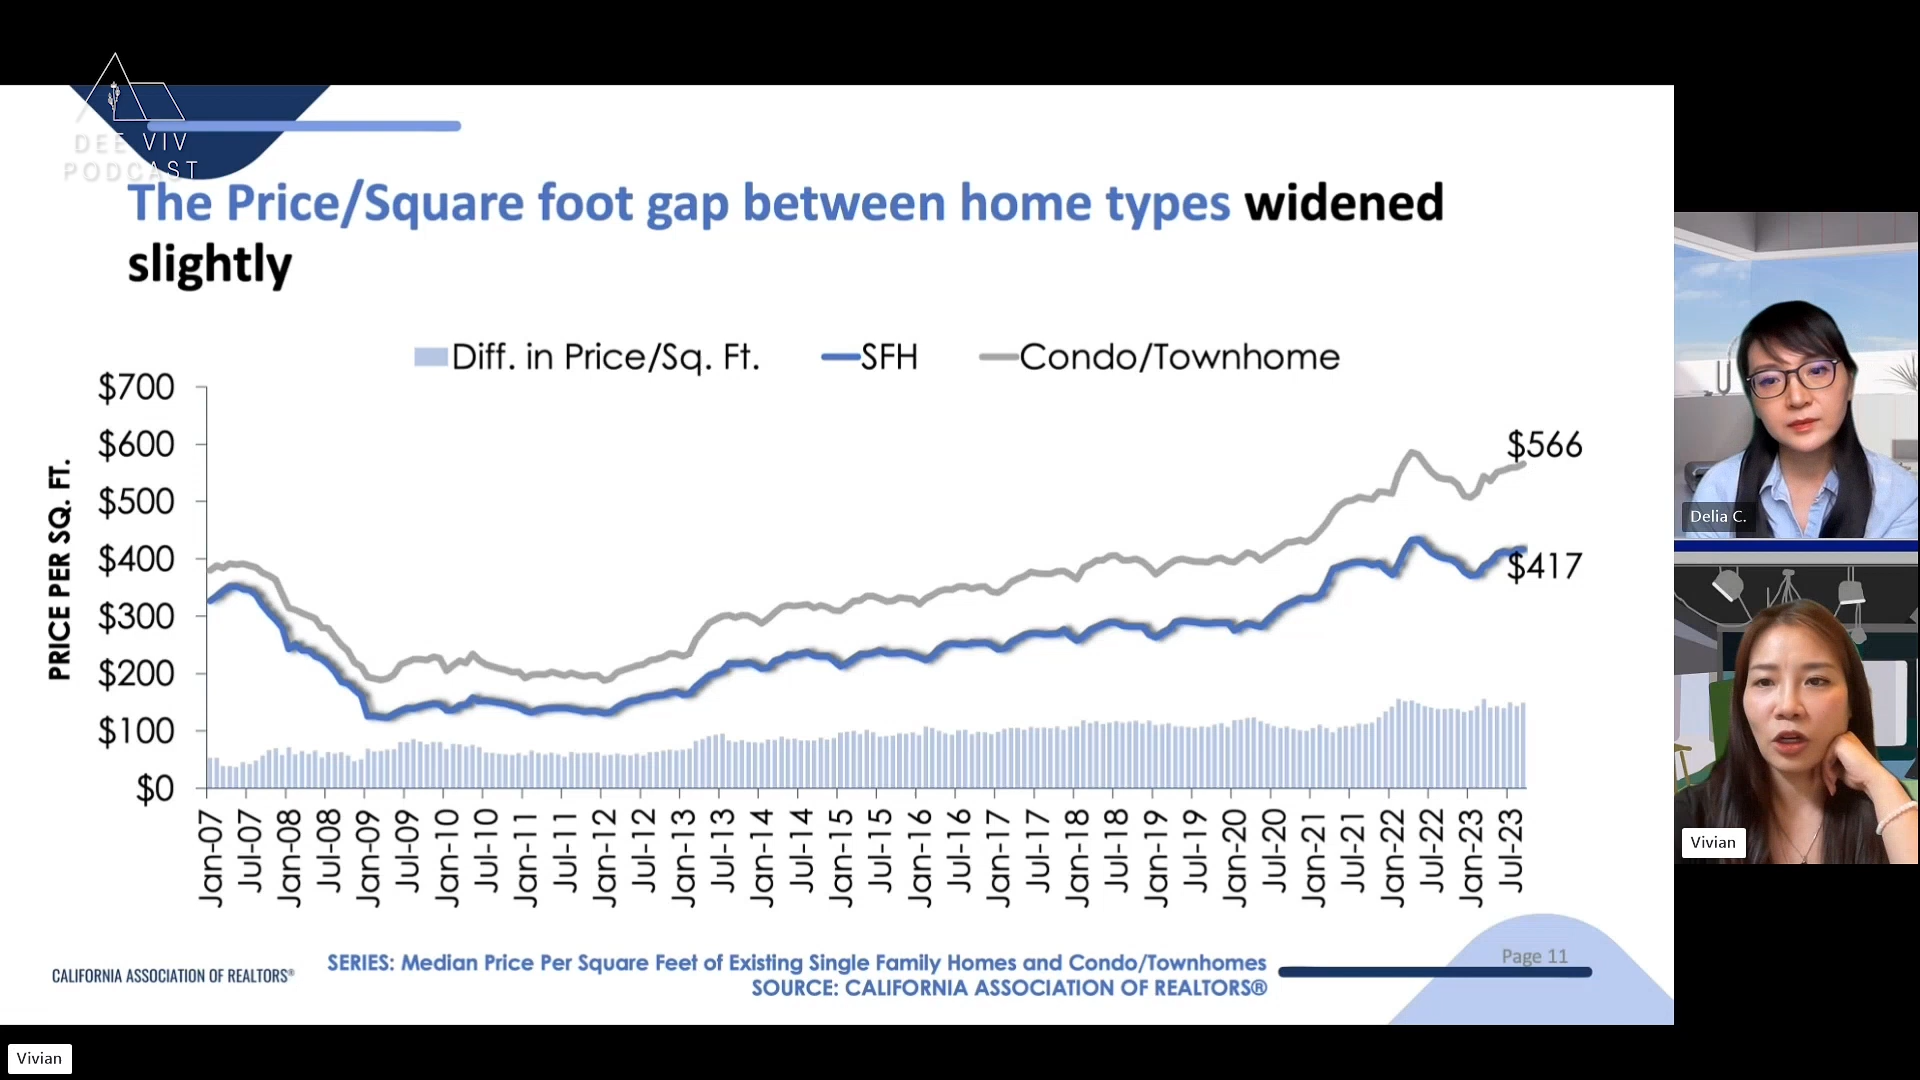 DEE VIV
PODCAST
The Price/Square foot gap between home types widened
slightly
Diff. in Price/Sq. Ft. SFH Condo/Townhome
PRICE PER SQ. FT.
$700
$600
$500
$400
$300
$200
$100
$0
$566
$417
Jan-07 Jul-07 Jan-08 Jul-08 Jan-09 Jul-09 Jan-10 Jul-10 Jan-11 Jul-11 Jan-12 Jul-12 Jan-13 Jul-13 Jan-14 Jul-14 Jan-15 Jul-15 Jan-16 Jul-16 Jan-17 Jul-17 Jan-18 Jul-18 Jan-19 Jul-19 Jan-20 Jul-20 Jan-21 Jul-21 Jan-22 Jul-22 Jan-23 Jul-23
CALIFORNIA ASSOCIATION OF REALTORS®
SERIES: Median Price Per Square Feet of Existing Single Family Homes and Condo/Townhomes
SOURCE: CALIFORNIA ASSOCIATION OF REALTORS®
Page 11
Delia C.
Vivian
Vivian